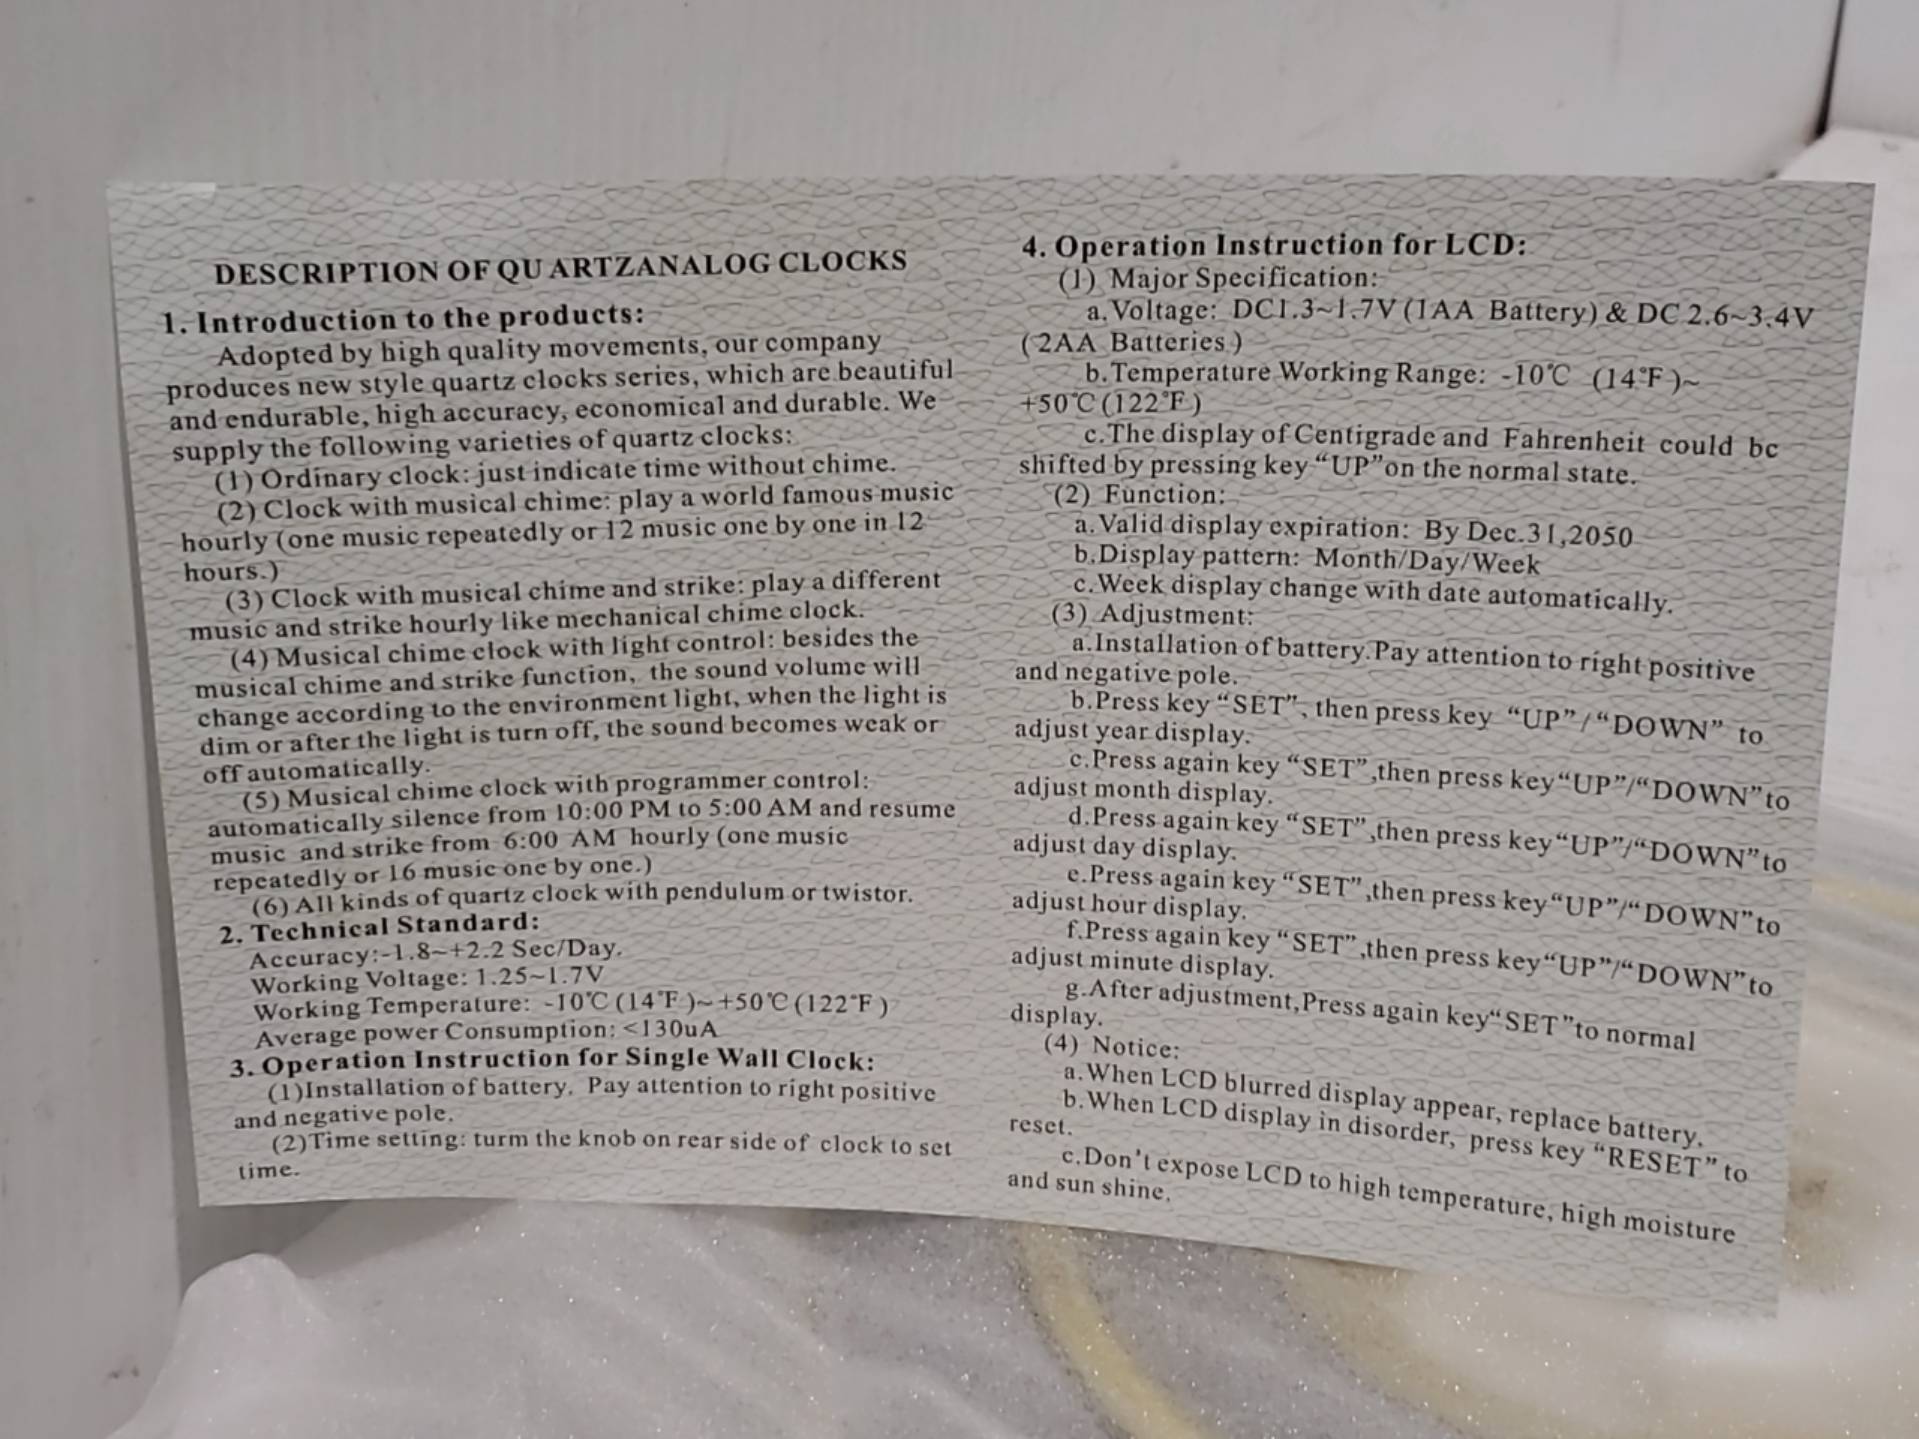 DESCRIPTION OF QU ARTZANALOG CLOCKS
1. Introduction to the products:
Adopted by high quality movements, our company
produces new style quartz clocks series, which are beautiful
and endurable, high accuracy, economical and durable. We
supply the following varieties of quartz clocks:
(1) Ordinary clock: just indicate time without chime.
(2) Clock with musical chime: play a world famous music
hourly (one music repeatedly or 12 music one by one in 12
hours.)
(3) Clock with musical chime and strike: play a different
music and strike hourly like mechanical chime clock.
(4) Musical chime clock with light control: besides the
musical chime and strike function, the sound volume will
change according to the environment light, when the light is
dim or after the light is turn off, the sound becomes weak or
off automatically.
(5) Musical chime clock with programmer control:
automatically silence from 10:00 PM to 5:00 AM and resume
music and strike from 6:00 AM hourly (one music
repeatedly or 16 music one by one.)
(6) All kinds of quartz clock with pendulum or twistor.
2. Technical Standard:
Accuracy:-1.8~+2.2 Sec/Day.
Working Voltage: 1.25~1.7V
Working Temperature: -10℃ (14℉)~+50℃ (122℉)
Average power Consumption: <130uA
3. Operation Instruction for Single Wall Clock:
(1)Installation of battery. Pay attention to right positive
and negative pole.
(2)Time setting: turm the knob on rear side of clock to set
time.
4. Operation Instruction for LCD:
(1) Major Specification:
a.Voltage: DC1.3~1.7V (1AA Battery) & DC 2.6~3.4V
(2AA Batteries)
b.Temperature Working Range: -10℃ (14℉)~
+50℃ (122℉)
c.The display of Centigrade and Fahrenheit could be
shifted by pressing key “UP”on the normal state.
(2) Function:
a.Valid display expiration: By Dec.31,2050
b.Display pattern: Month/Day/Week
c.Week display change with date automatically.
(3) Adjustment:
a.Installation of battery.Pay attention to right positive
and negative pole.
b.Press key “SET”, then press key “UP”/“DOWN” to
adjust year display.
c.Press again key “SET”,then press key“UP”/“DOWN”to
adjust month display.
d.Press again key “SET”,then press key“UP”/“DOWN”to
adjust day display.
e.Press again key “SET”,then press key“UP”/“DOWN”to
adjust hour display.
f.Press again key “SET”,then press key“UP”/“DOWN”to
adjust minute display.
g.After adjustment,Press again key“SET”to normal
display.
(4) Notice:
a.When LCD blurred display appear, replace battery.
b.When LCD display in disorder, press key “RESET” to
reset.
c.Don't expose LCD to high temperature, high moisture
and sun shine.